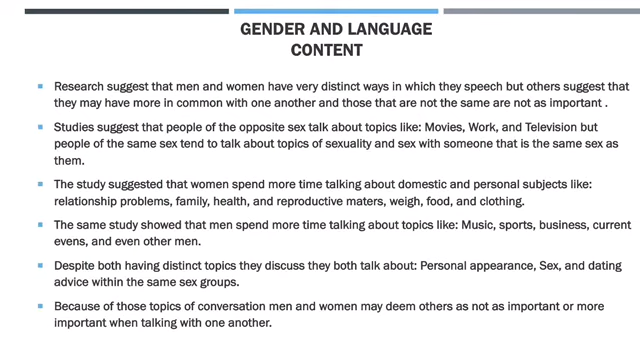 GENDER AND LANGUAGE
CONTENT
Research suggest that men and women have very distinct ways in which they speech but others suggest that
they may have more in common with one another and those that are not the same are not as important .
Studies suggest that people of the opposite sex talk about topics like: Movies, Work, and Television but
people of the same sex tend to talk about topics of sexuality and sex with someone that is the same sex as
them.
The study suggested that women spend more time talking about domestic and personal subjects like:
relationship problems, family, health, and reproductive maters, weigh, food, and clothing.
The same study showed that men spend more time talking about topics like: Music, sports, business, current
evens, and even other men.
Despite both having distinct topics they discuss they both talk about: Personal appearance, Sex, and dating
advice within the same sex groups.
Because of those topics of conversation men and women may deem others as not as important or more
important when talking with one another.